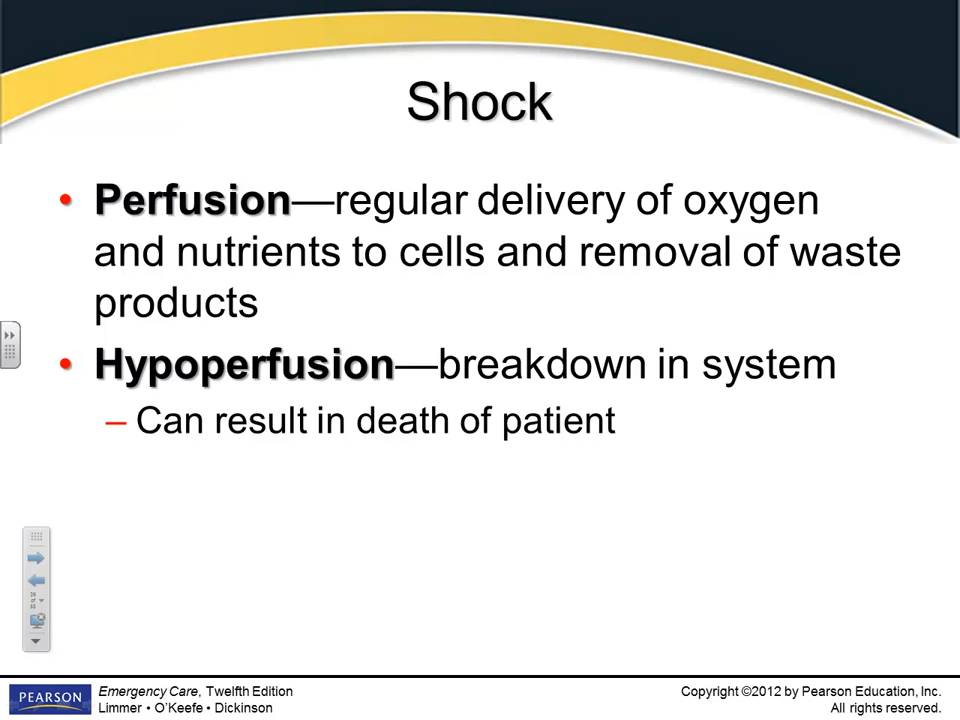 Shock
• Perfusion—regular delivery of oxygen
and nutrients to cells and removal of waste
products
• Hypoperfusion—breakdown in system
– Can result in death of patient
PEARSON
Emergency Care, Twelfth Edition
Limmer • O’Keefe • Dickinson
Copyright ©2012 by Pearson Education, Inc.
All rights reserved.